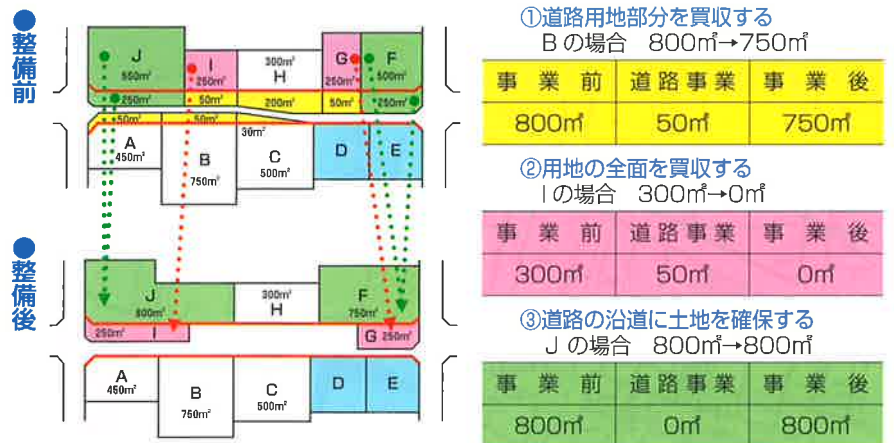 ●整備前
J
550㎡
I
250㎡
300㎡
H
G
250㎡
F
500㎡
250㎡
50㎡
200㎡
50㎡
250㎡
50㎡
50㎡
30㎡
A
450㎡
B
750㎡
C
500㎡
D
E
●整備後
J
800㎡
300㎡
H
F
750㎡
250㎡
I
G 250㎡
A
450㎡
B
750㎡
C
500㎡
D
E
①道路用地部分を買収する
Bの場合 800㎡→750㎡
事業前 道路事業 事業後
800㎡ 50㎡ 750㎡
②用地の全面を買収する
Iの場合 300㎡→0㎡
事業前 道路事業 事業後
300㎡ 50㎡ 0㎡
③道路の沿道に土地を確保する
Jの場合 800㎡→800㎡
事業前 道路事業 事業後
800㎡ 0㎡ 800㎡